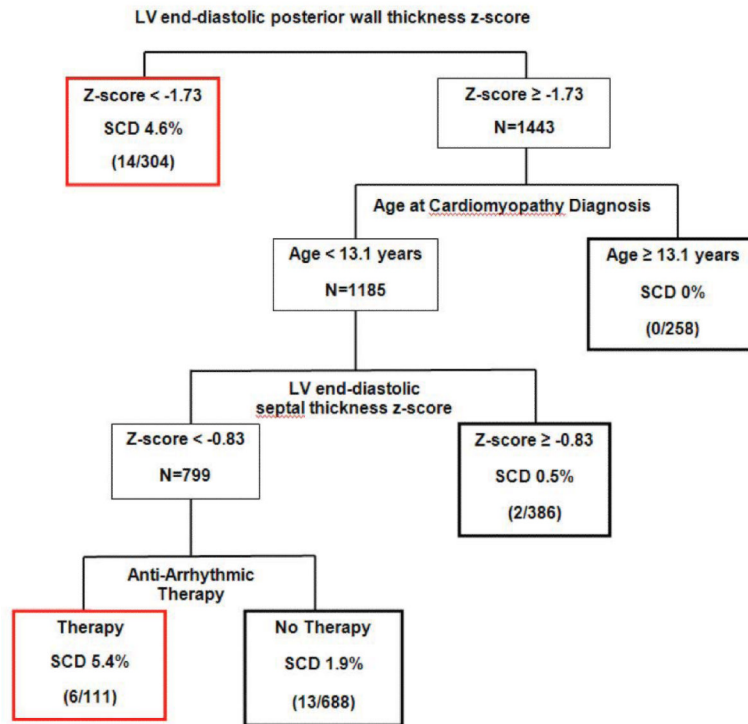 LV end-diastolic posterior wall thickness z-score
Z-score < -1.73
SCD 4.6%
(14/304)
Z-score ≥ -1.73
N=1443
Age at Cardiomyopathy Diagnosis
Age < 13.1 years
N=1185
Age ≥ 13.1 years
SCD 0%
(0/258)
LV end-diastolic
septal thickness z-score
Z-score < -0.83
N=799
Z-score ≥ -0.83
SCD 0.5%
(2/386)
Anti-Arrhythmic
Therapy
Therapy
SCD 5.4%
(6/111)
No Therapy
SCD 1.9%
(13/688)